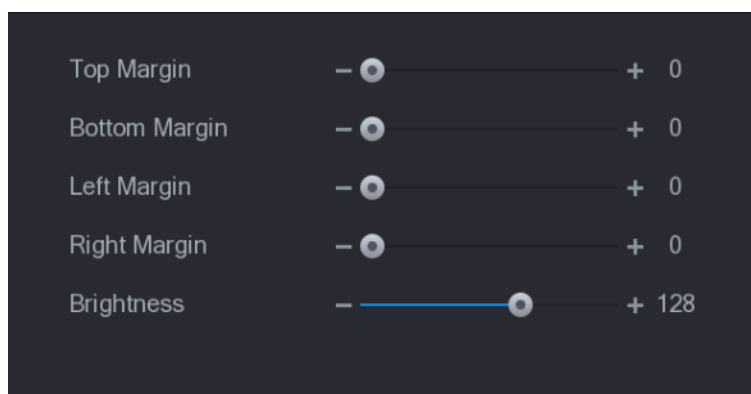 Top Margin − + 0
Bottom Margin − + 0
Left Margin − + 0
Right Margin − + 0
Brightness − + 128